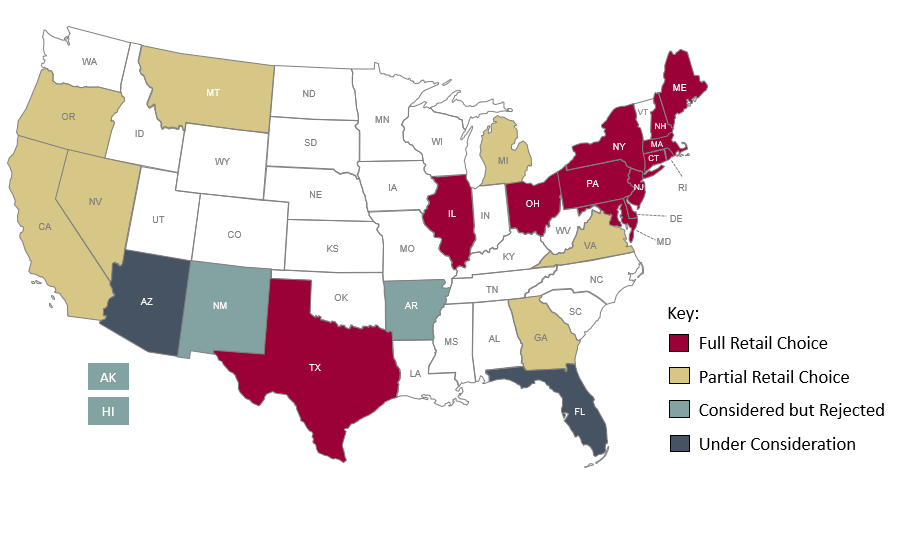 WA
MT
ME
ND
OR
MN
VT
ID
NH
WI
SD
NY
MA
WY
MI
CT
PA
IA
NJ
RI
NE
NV
OH
IL
IN
UT
DE
CA
WV
CO
VA
MD
KS
MO
KY
NC
TN
AZ
OK
NM
AR
SC
Key:
GA
AL
MS
Full Retail Choice
TX
LA
AK
Partial Retail Choice
HI
FL
Considered but Rejected
Under Consideration